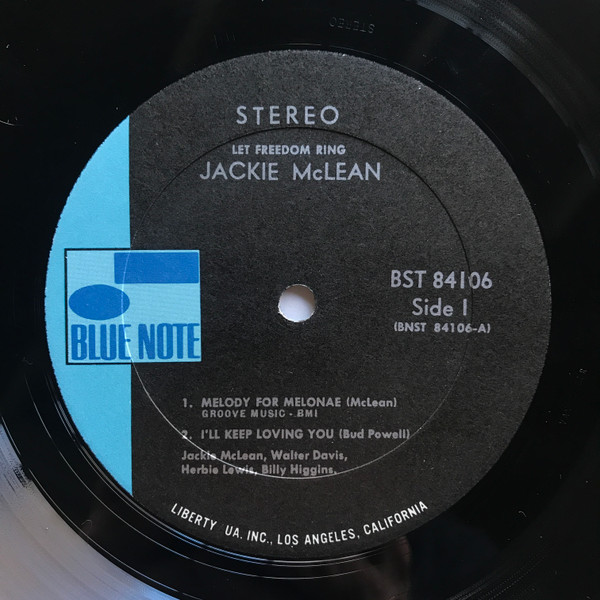 STEREO
STEREO
LET FREEDOM RING
JACKIE McLEAN
BST 84106
Side 1
(BNST 84106-A)
BLUE NOTE
1. MELODY FOR MELONAE (McLean)
GROOVE MUSIC - BMI
2. I'LL KEEP LOVING YOU (Bud Powell)
Jackie McLean, Walter Davis,
Herbie Lewis, Billy Higgins.
LIBERTY UA, INC., LOS ANGELES, CALIFORNIA